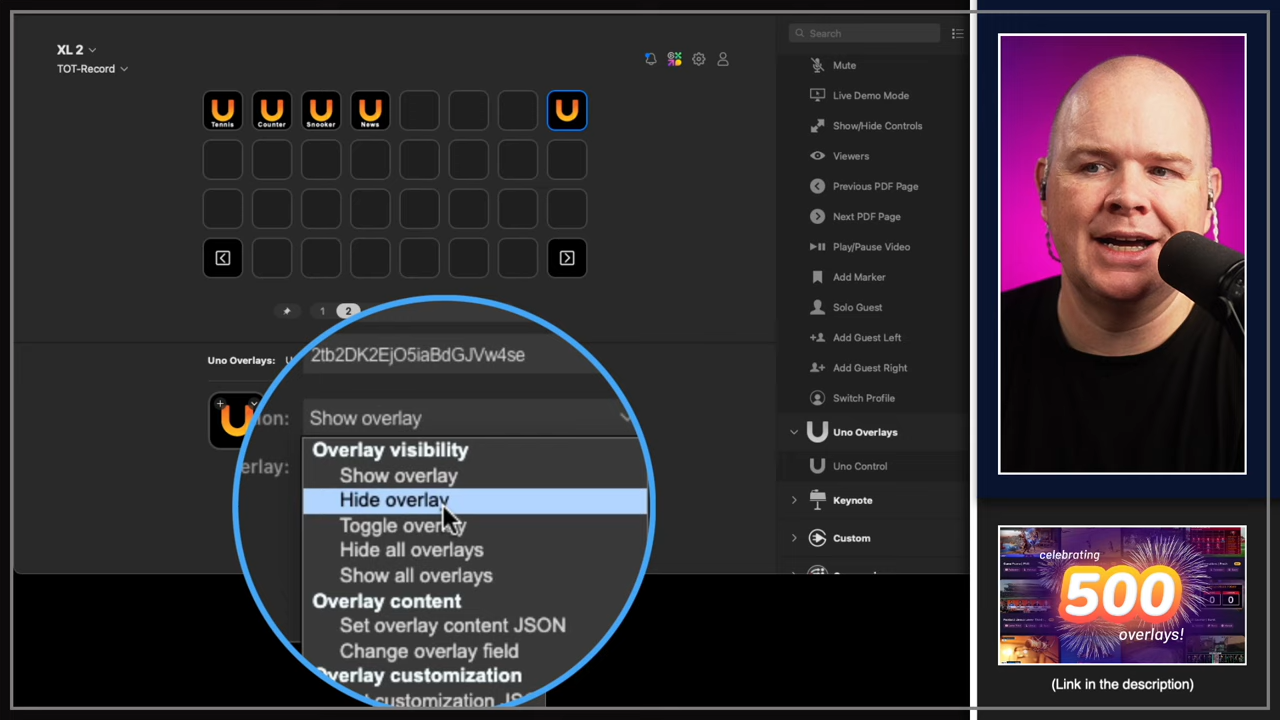 XL 2
TOT-Record
Tennis
Counter
Snooker
News
1
2
Uno Overlays:
2tb2DK2EjO5iaBdGJVw4se
ion:
Show overlay
erlay:
Overlay visibility
Show overlay
Hide overlay
Toggle overlay
Hide all overlays
Show all overlays
Overlay content
Set overlay content JSON
Change overlay field
Overlay customization
customization
Search
Mute
Live Demo Mode
Show/Hide Controls
Viewers
Previous PDF Page
Next PDF Page
Play/Pause Video
Add Marker
Solo Guest
Add Guest Left
Add Guest Right
Switch Profile
Uno Overlays
Uno Control
Keynote
Custom
celebrating
500
overlays!
(Link in the description)